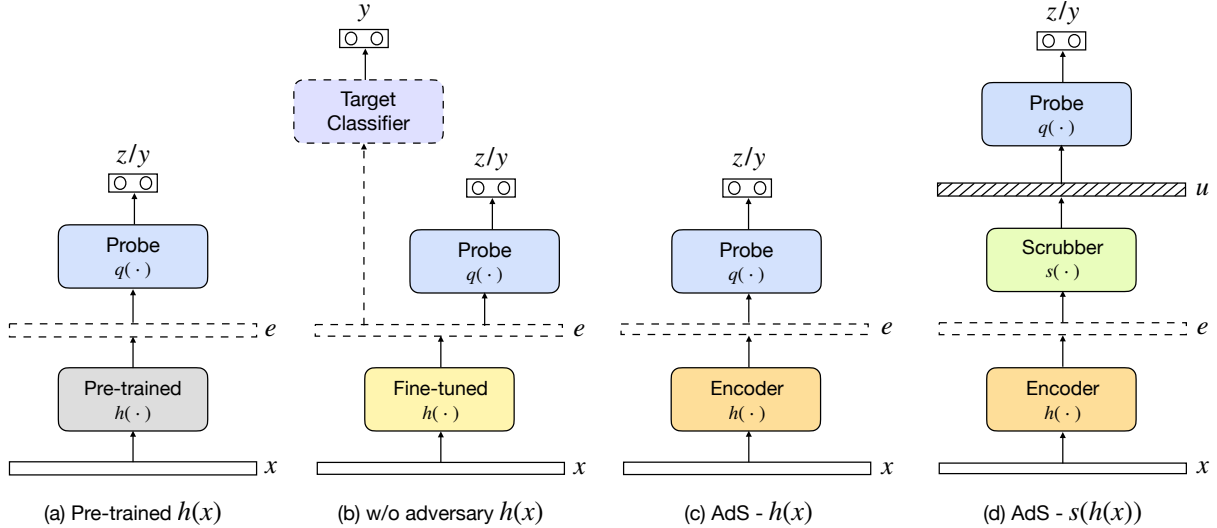 z/y
Probe
q( · )
e
Pre-trained
h( · )
x
(a) Pre-trained h(x)
y
Target
Classifier
z/y
Probe
q( · )
e
Fine-tuned
h( · )
x
(b) w/o adversary h(x)
z/y
Probe
q( · )
e
Encoder
h( · )
x
(c) AdS - h(x)
z/y
Probe
q( · )
u
Scrubber
s( · )
e
Encoder
h( · )
x
(d) AdS - s(h(x))